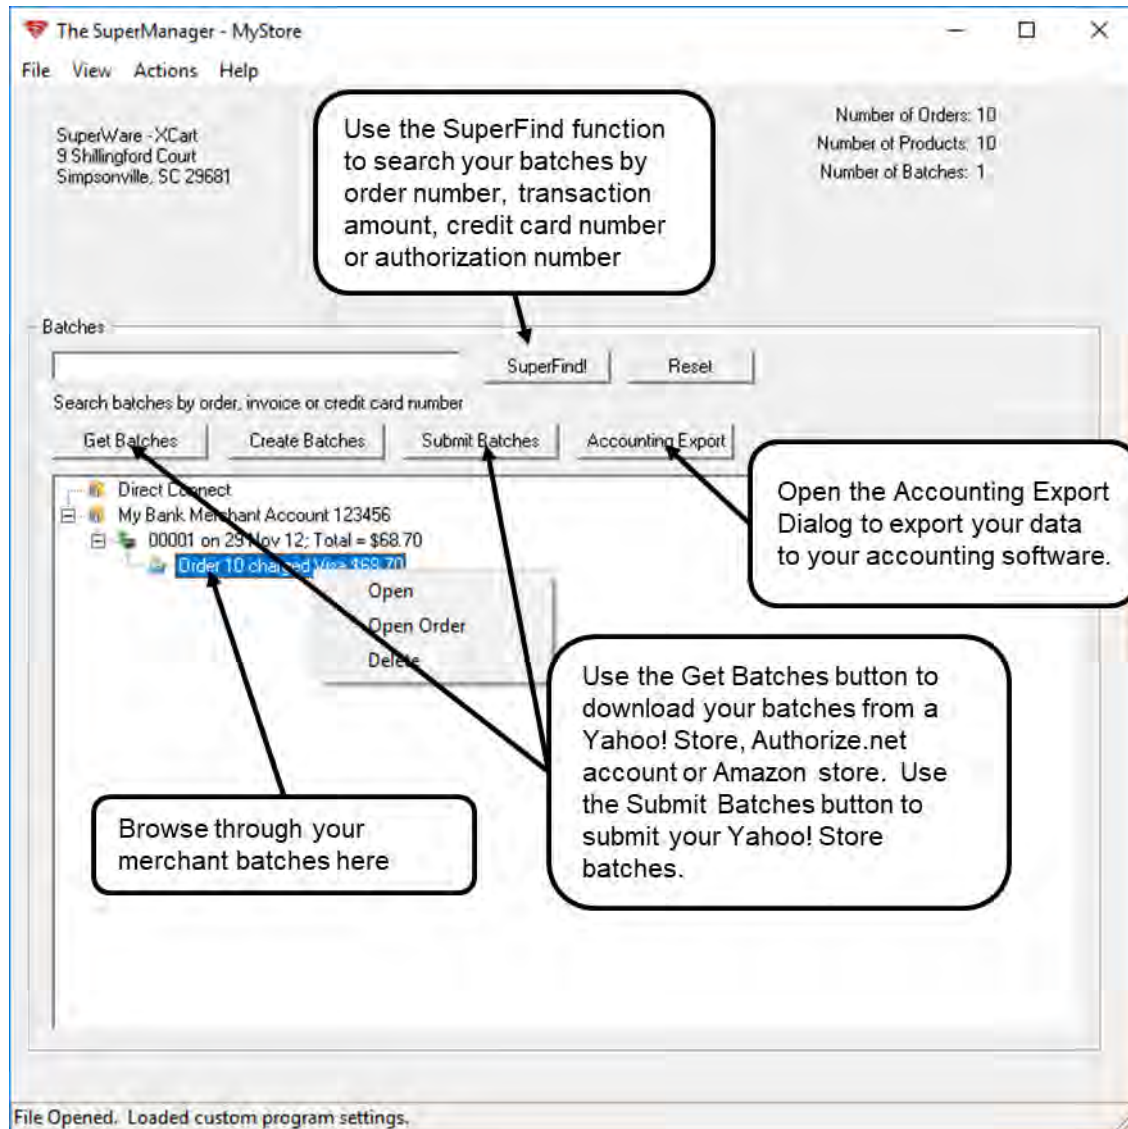 The SuperManager - MyStore
File View Actions Help
SuperWare - XCart
9 Shillingford Court
Simpsonville, SC 29681
Use the SuperFind function
to search your batches by
order number, transaction
amount, credit card number
or authorization number
Number of Orders: 10
Number of Products: 10
Number of Batches: 1
Batches
SuperFind! Reset
Search batches by order, invoice or credit card number
Get Batches Create Batches Submit Batches Accounting Export
Direct Connect
My Bank Merchant Account 123456
00001 on 29 Nov 12; Total = $68.70
Order 10 charged Visa $68.70
Open
Open Order
Delete
Open the Accounting Export
Dialog to export your data
to your accounting software.
Use the Get Batches button to
download your batches from a
Yahoo! Store, Authorize.net
account or Amazon store. Use
the Submit Batches button to
submit your Yahoo! Store
batches.
Browse through your
merchant batches here
File Opened. Loaded custom program settings.